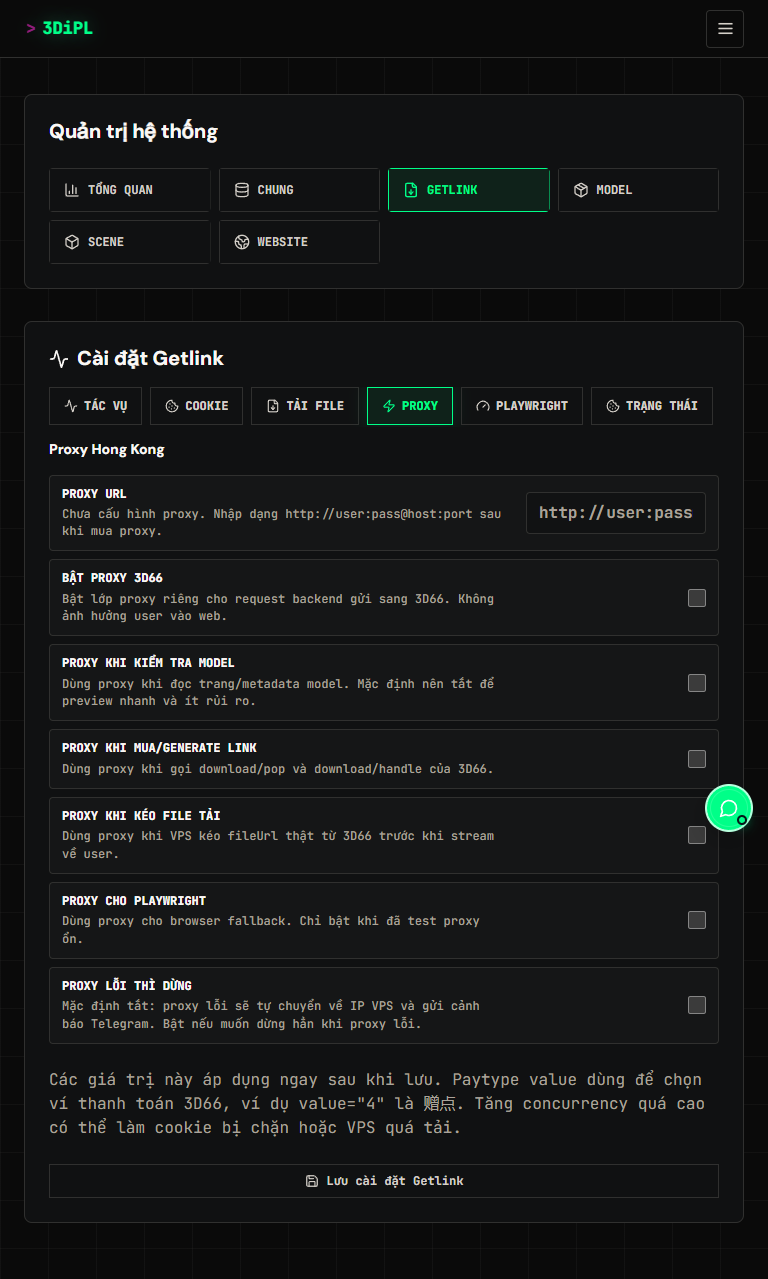 > 3DiPL
Quản trị hệ thống
TỔNG QUAN
CHUNG
GETLINK
MODEL
SCENE
WEBSITE
Cài đặt Getlink
TÁC VỤ
COOKIE
TẢI FILE
PROXY
PLAYWRIGHT
TRẠNG THÁI
Proxy Hong Kong
PROXY URL
Chưa cấu hình proxy. Nhập dạng http://user:pass@host:port sau
khi mua proxy.
http://user:pass
BẬT PROXY 3D66
Bật lớp proxy riêng cho request backend gửi sang 3D66. Không
ảnh hưởng user vào web.
PROXY KHI KIỂM TRA MODEL
Dùng proxy khi đọc trang/metadata model. Mặc định nên tắt để
preview nhanh và ít rủi ro.
PROXY KHI MUA/GENERATE LINK
Dùng proxy khi gọi download/pop và download/handle của 3D66.
PROXY KHI KÉO FILE TẢI
Dùng proxy khi VPS kéo fileUrl thật từ 3D66 trước khi stream
về user.
PROXY CHO PLAYWRIGHT
Dùng proxy cho browser fallback. Chỉ bật khi đã test proxy
ổn.
PROXY LỖI THÌ DỪNG
Mặc định tắt: proxy lỗi sẽ tự chuyển về IP VPS và gửi cảnh
báo Telegram. Bật nếu muốn dừng hẳn khi proxy lỗi.
Các giá trị này áp dụng ngay sau khi lưu. Paytype value dùng để chọn
ví thanh toán 3D66, ví dụ value="4" là 赠点. Tăng concurrency quá cao
có thể làm cookie bị chặn hoặc VPS quá tải.
Lưu cài đặt Getlink